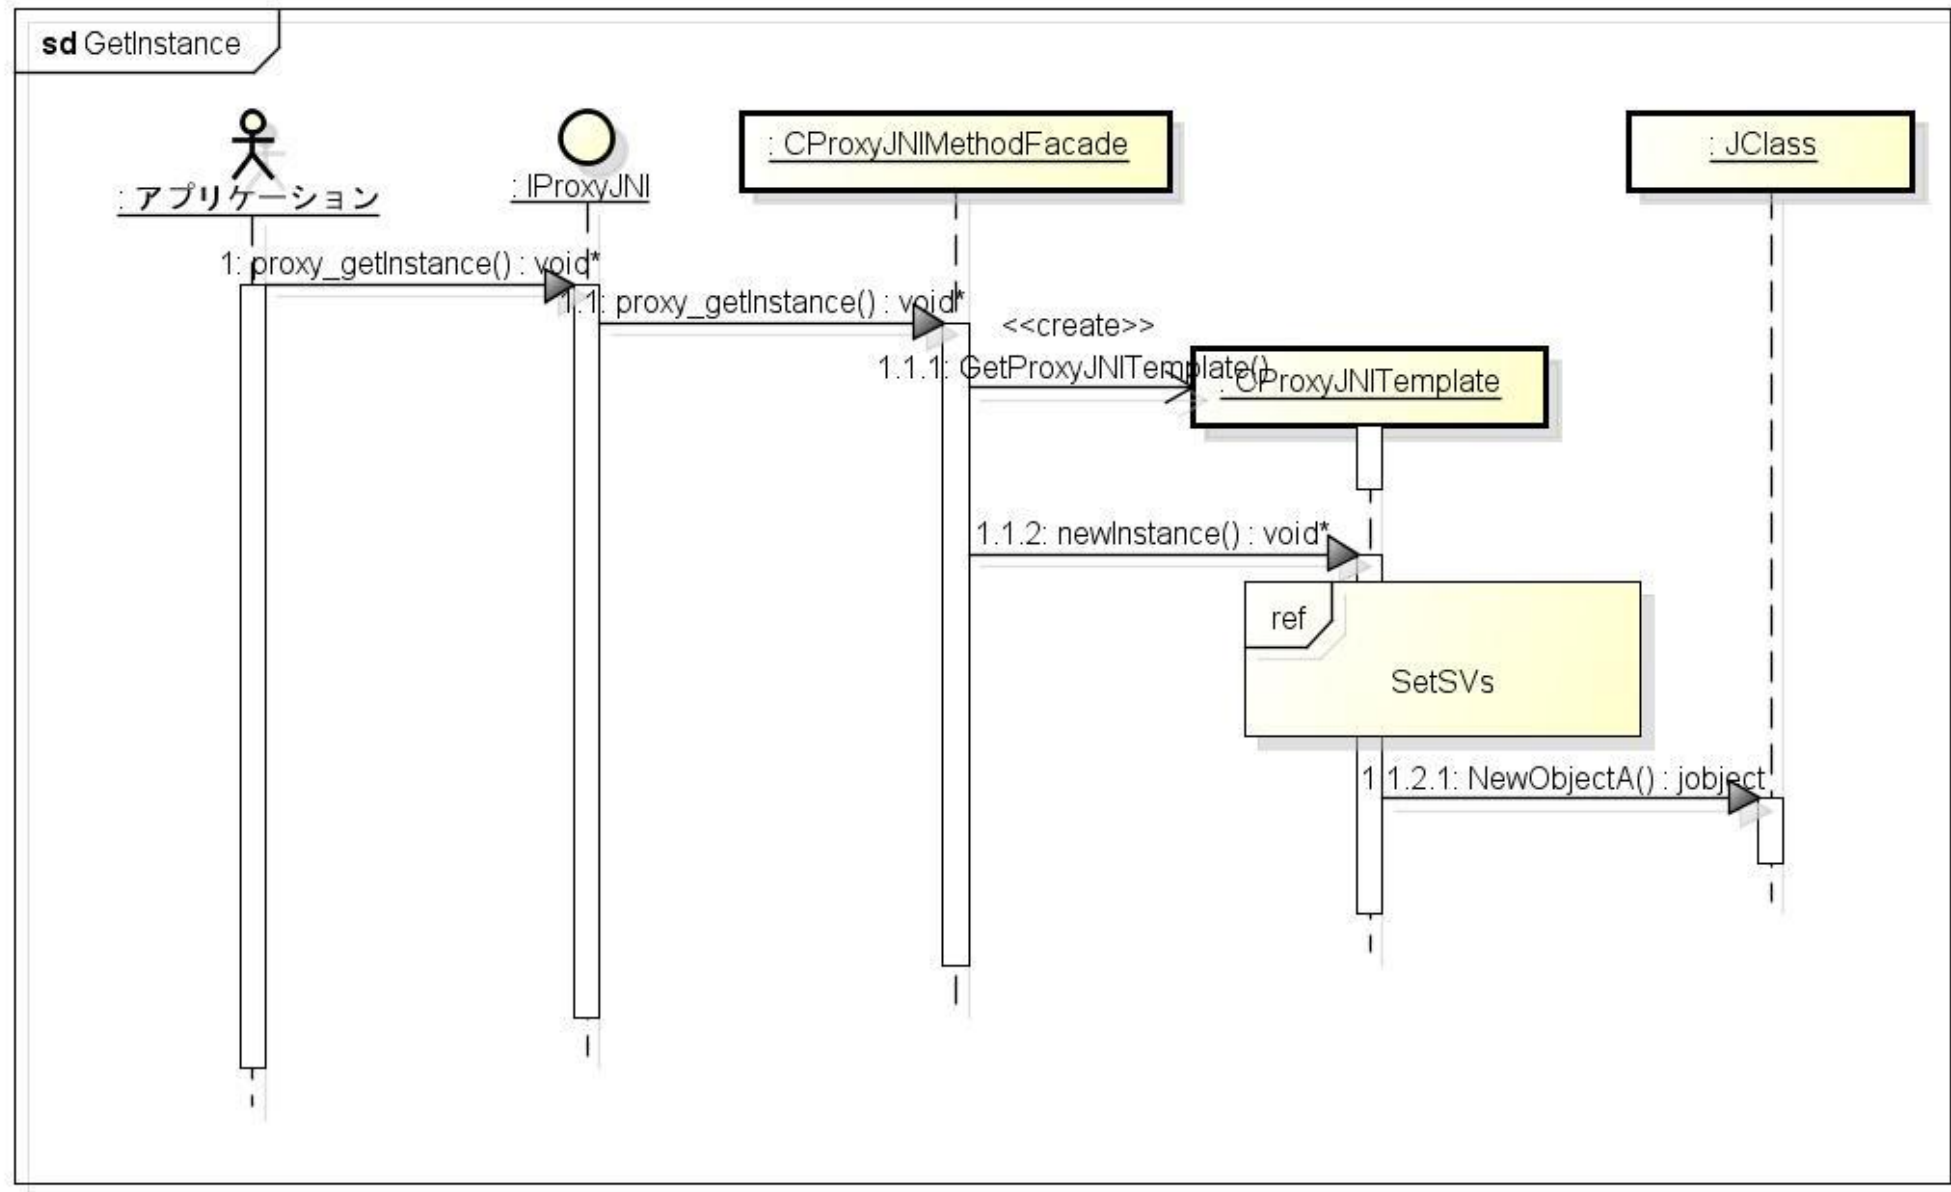 sd GetInstance
: アプリケーション
: IProxyJNI
: CProxyJNIMethodFacade
: JClass
1: proxy_getInstance() : void*
1.1: proxy_getInstance() : void*
<<create>>
1.1.1: GetProxyJNITemplate()
: CProxyJNITemplate
1.1.2: newInstance() : void*
ref
SetSVs
1.1.2.1: NewObjectA() : jobject